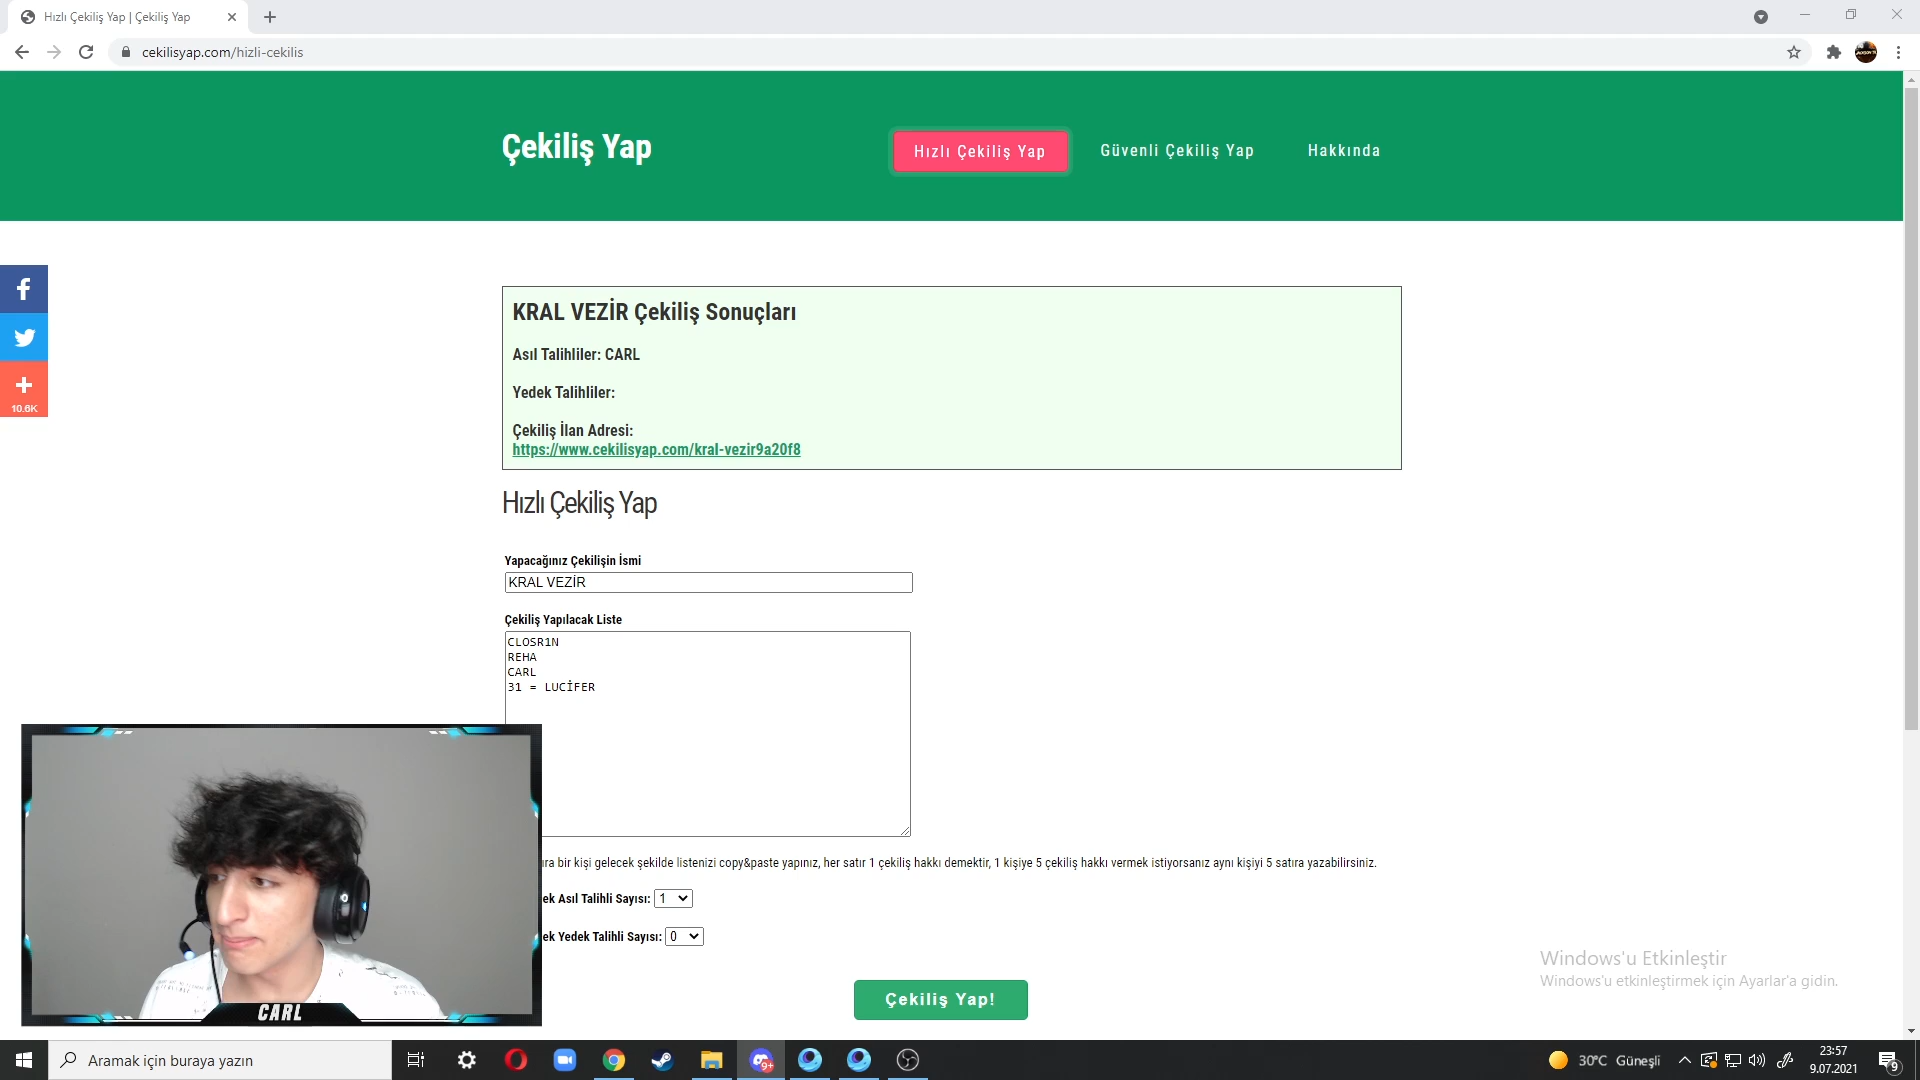 Hızlı Çekiliş Yap | Çekiliş Yap
cekilisyap.com/hizli-cekilis
Çekiliş Yap
Hızlı Çekiliş Yap
Güvenli Çekiliş Yap
Hakkında
10.6K
KRAL VEZİR Çekiliş Sonuçları
Asıl Talihliler: CARL
Yedek Talihliler:
Çekiliş İlan Adresi:
https://www.cekilisyap.com/kral-vezir9a20f8
Hızlı Çekiliş Yap
Yapacağınız Çekilişin İsmi
KRAL VEZİR
Çekiliş Yapılacak Liste
CLOSR1N
REHA
CARL
31 = LUCİFER
ıra bir kişi gelecek şekilde listenizi copy&paste yapınız, her satır 1 çekiliş hakkı demektir, 1 kişiye 5 çekiliş hakkı vermek istiyorsanız aynı kişiyi 5 satıra yazabilirsiniz.
ek Asıl Talihli Sayısı: 1
ek Yedek Talihli Sayısı: 0
Çekiliş Yap!
CARL
Windows'u Etkinleştir
Windows'u etkinleştirmek için Ayarlar'a gidin.
Aramak için buraya yazın
9+
30°C Güneşli
23:57
9.07.2021
9